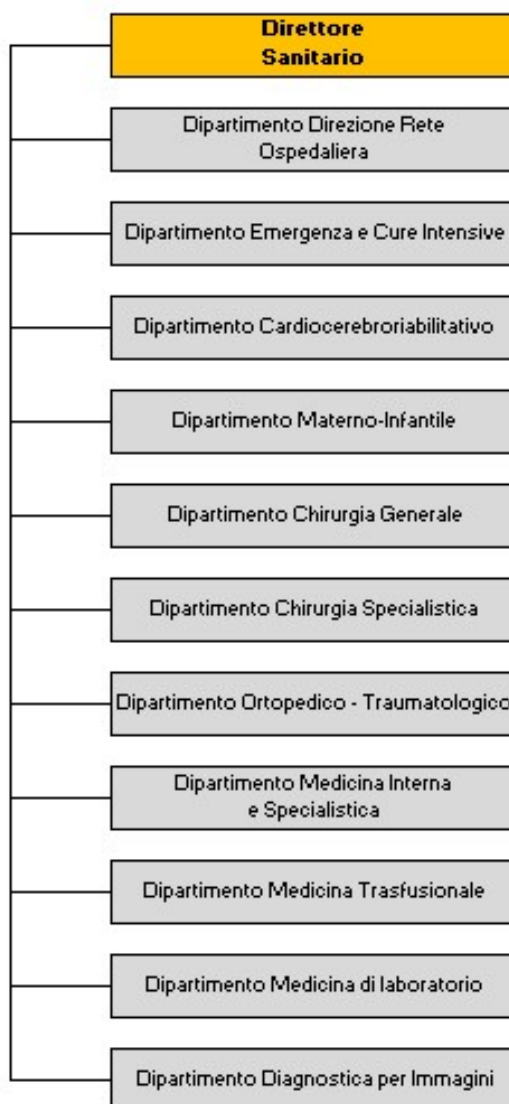 Direttore
Sanitario
Dipartimento Direzione Rete
Ospedaliera
Dipartimento Emergenza e Cure Intensive
Dipartimento Cardiocerebroriabilitativo
Dipartimento Materno-Infantile
Dipartimento Chirurgia Generale
Dipartimento Chirurgia Specialistica
Dipartimento Ortopedico - Traumatologico
Dipartimento Medicina Interna
e Specialistica
Dipartimento Medicina Trasfusionale
Dipartimento Medicina di laboratorio
Dipartimento Diagnostica per Immagini